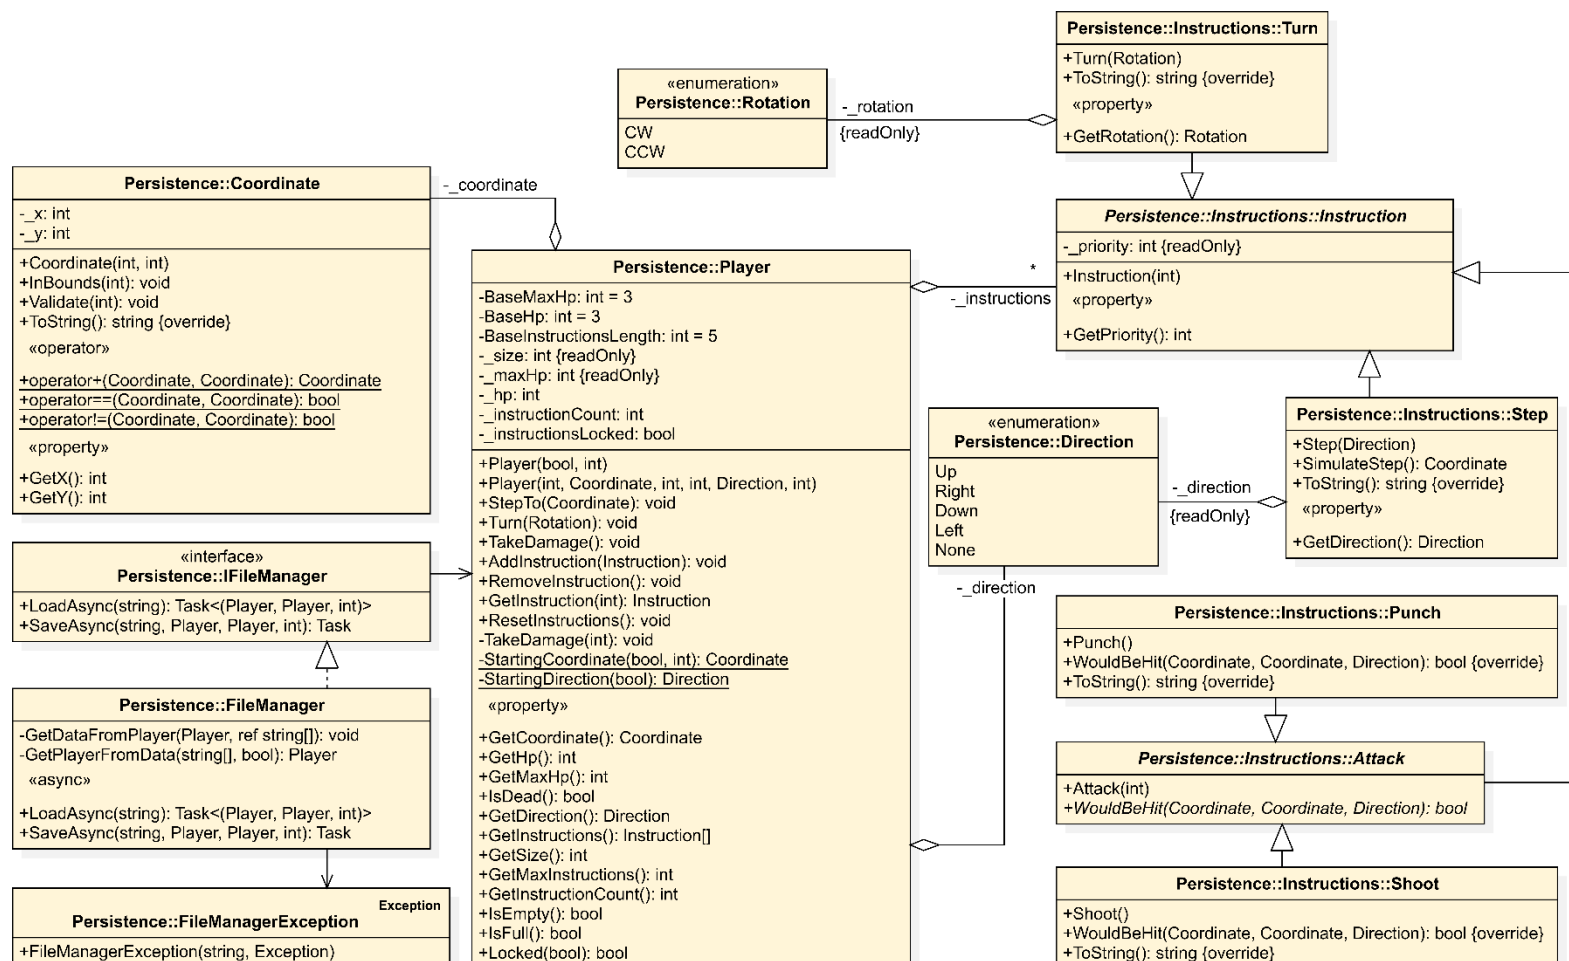 Persistence::Instructions::Turn
+Turn(Rotation)
+ToString(): string {override}
«property»
+GetRotation(): Rotation
«enumeration»
Persistence::Rotation
CW
CCW
-_rotation
{readOnly}
Persistence::Coordinate
-_x: int
-_y: int
+Coordinate(int, int)
+InBounds(int): void
+Validate(int): void
+ToString(): string {override}
«operator»
+operator+(Coordinate, Coordinate): Coordinate
+operator==(Coordinate, Coordinate): bool
+operator!=(Coordinate, Coordinate): bool
«property»
+GetX(): int
+GetY(): int
-_coordinate
Persistence::Instructions::Instruction
-_priority: int {readOnly}
+Instruction(int)
«property»
+GetPriority(): int
*
-_instructions
Persistence::Player
-BaseMaxHp: int = 3
-BaseHp: int = 3
-BaseInstructionsLength: int = 5
-_size: int {readOnly}
-_maxHp: int {readOnly}
-_hp: int
-_instructionCount: int
-_instructionsLocked: bool
+Player(bool, int)
+Player(int, Coordinate, int, int, Direction, int)
+StepTo(Coordinate): void
+Turn(Rotation): void
+TakeDamage(): void
+AddInstruction(Instruction): void
+RemoveInstruction(): void
+GetInstruction(int): Instruction
+ResetInstructions(): void
-TakeDamage(int): void
-StartingCoordinate(bool, int): Coordinate
-StartingDirection(bool): Direction
«property»
+GetCoordinate(): Coordinate
+GetHp(): int
+GetMaxHp(): int
+IsDead(): bool
+GetDirection(): Direction
+GetInstructions(): Instruction[]
+GetSize(): int
+GetMaxInstructions(): int
+GetInstructionCount(): int
+IsEmpty(): bool
+IsFull(): bool
+Locked(bool): bool
«enumeration»
Persistence::Direction
Up
Right
Down
Left
None
-_direction
{readOnly}
-_direction
Persistence::Instructions::Step
+Step(Direction)
+SimulateStep(): Coordinate
+ToString(): string {override}
«property»
+GetDirection(): Direction
«interface»
Persistence::IFileManager
+LoadAsync(string): Task<(Player, Player, int)>
+SaveAsync(string, Player, Player, int): Task
Persistence::FileManager
-GetDataFromPlayer(Player, ref string[]): void
-GetPlayerFromData(string[], bool): Player
«async»
+LoadAsync(string): Task<(Player, Player, int)>
+SaveAsync(string, Player, Player, int): Task
Exception
Persistence::FileManagerException
+FileManagerException(string, Exception)
Persistence::Instructions::Punch
+Punch()
+WouldBeHit(Coordinate, Coordinate, Direction): bool {override}
+ToString(): string {override}
Persistence::Instructions::Attack
+Attack(int)
+WouldBeHit(Coordinate, Coordinate, Direction): bool
Persistence::Instructions::Shoot
+Shoot()
+WouldBeHit(Coordinate, Coordinate, Direction): bool {override}
+ToString(): string {override}